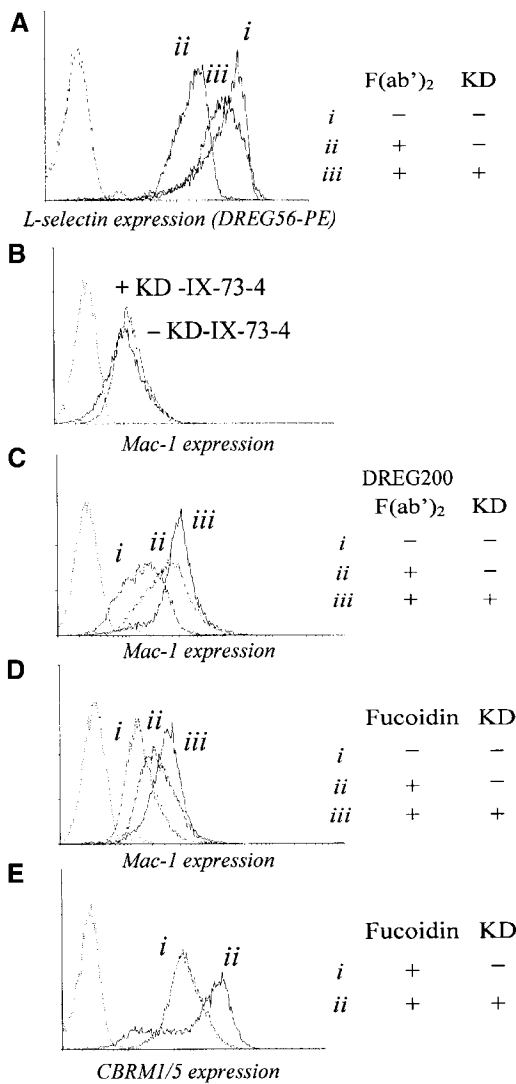 A
ii
i
iii
F(ab')2 KD
i − −
ii + −
iii + +
L-selectin expression (DREG56-PE)
B
+ KD -IX-73-4
− KD-IX-73-4
Mac-1 expression
C
i
ii
iii
DREG200
F(ab')2 KD
i − −
ii + −
iii + +
Mac-1 expression
D
i
ii
iii
Fucoidin KD
i − −
ii + −
iii + +
Mac-1 expression
E
i
ii
Fucoidin KD
i + −
ii + +
CBRM1/5 expression